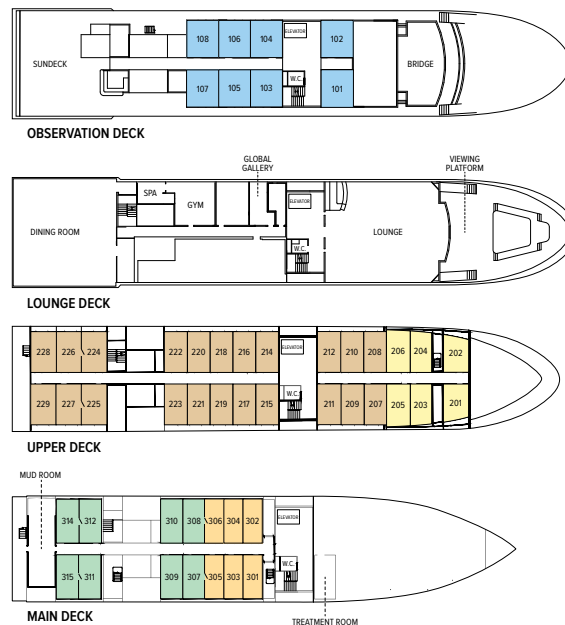 108 106 104 ELEVATOR 102
SUNDECK BRIDGE
W.C.
107 105 103 101
OBSERVATION DECK
GLOBAL
GALLERY
VIEWING
PLATFORM
SPA
GYM
ELEVATOR
DINING ROOM
LOUNGE
W.C.
LOUNGE DECK
228 226 224 222 220 218 216 214 ELEVATOR 212 210 208 206 204 202
W.C.
229 227 225 223 221 219 217 215 211 209 207 205 203 201
UPPER DECK
MUD ROOM
314 312 310 308 306 304 302 ELEVATOR
W.C.
315 311 309 307 305 303 301
MAIN DECK
TREATMENT ROOM